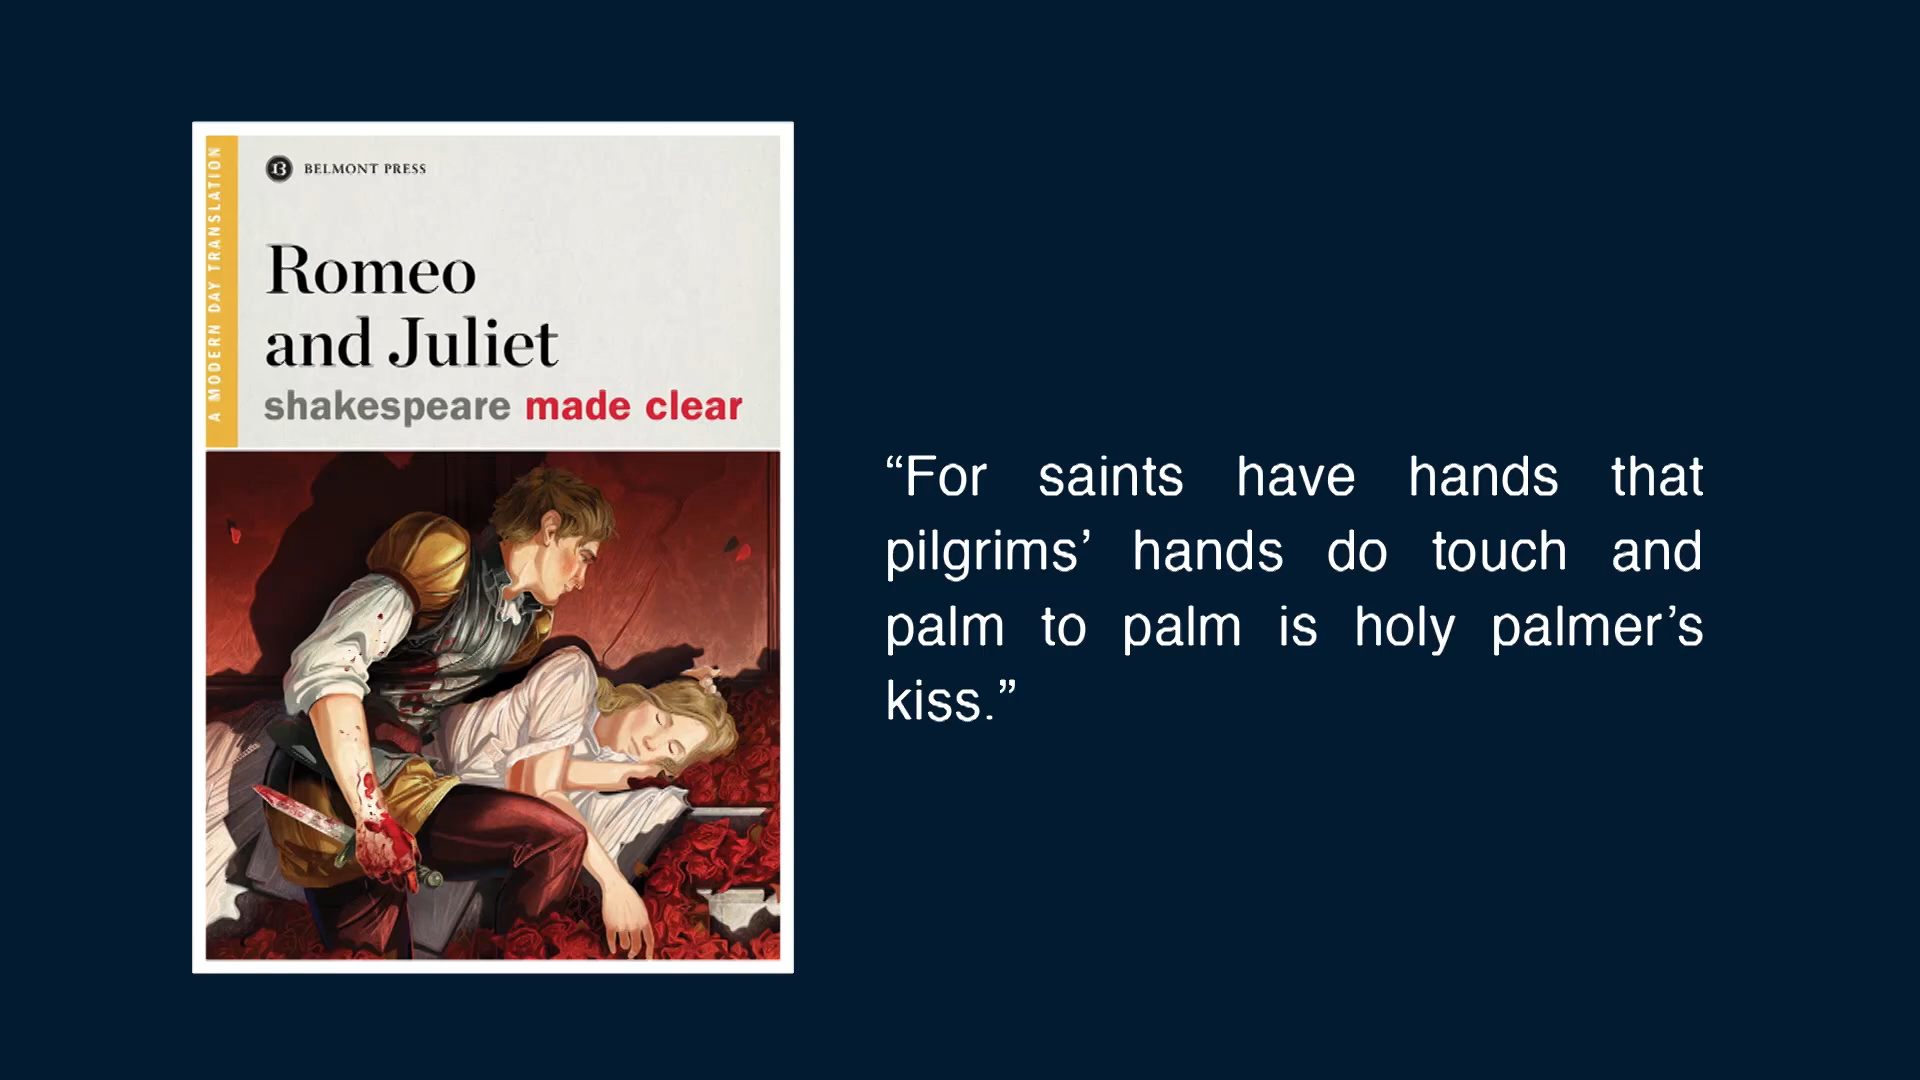 A MODERN DAY TRANSLATION
B BELMONT PRESS
Romeo
and Juliet
shakespeare made clear
“For saints have hands that
pilgrims’ hands do touch and
palm to palm is holy palmer’s
kiss.”